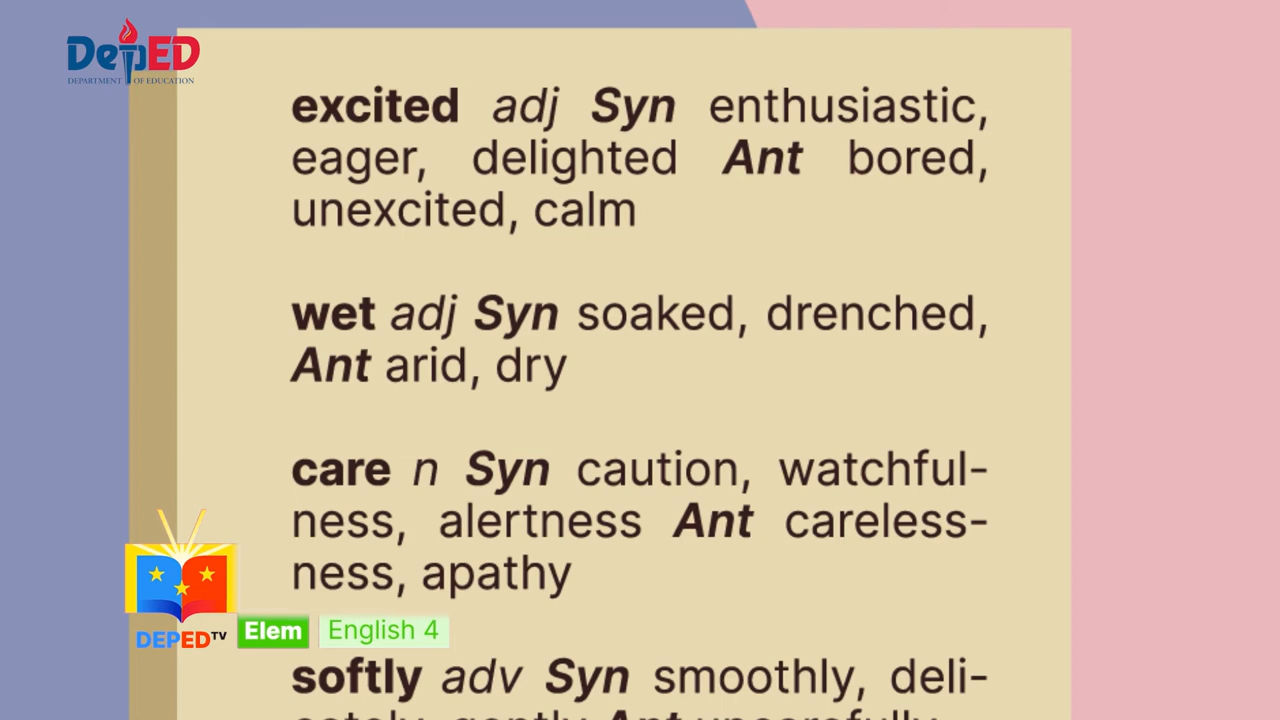 DepED
DEPARTMENT OF EDUCATION
excited adj Syn enthusiastic,
eager, delighted Ant bored,
unexcited, calm
wet adj Syn soaked, drenched,
Ant arid, dry
care n Syn caution, watchful-
ness, alertness Ant careless-
ness, apathy
DEPED TV
Elem English 4
softly adv Syn smoothly, deli-